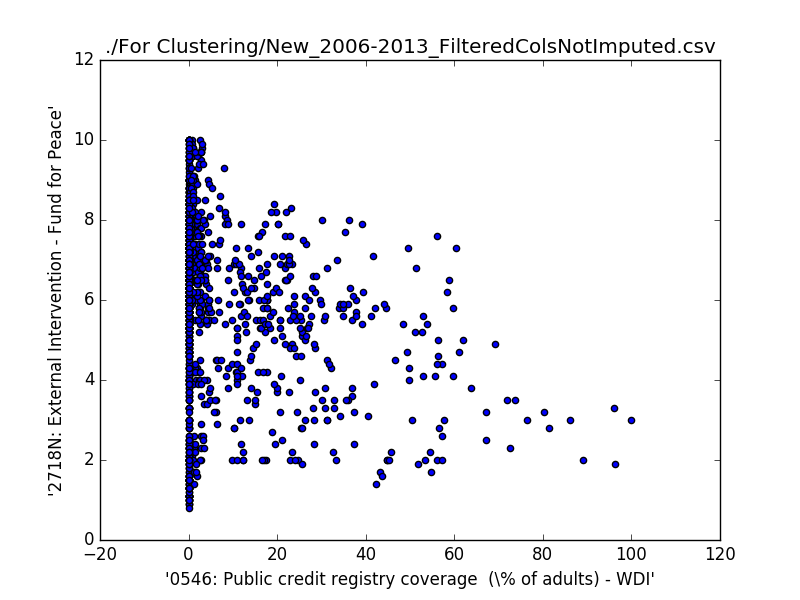 ./For Clustering/New_2006-2013_FilteredColsNotImputed.csv
12
10
8
6
4
2
0
'2718N: External Intervention - Fund for Peace'
−20 0 20 40 60 80 100 120
'0546: Public credit registry coverage  (\% of adults) - WDI'